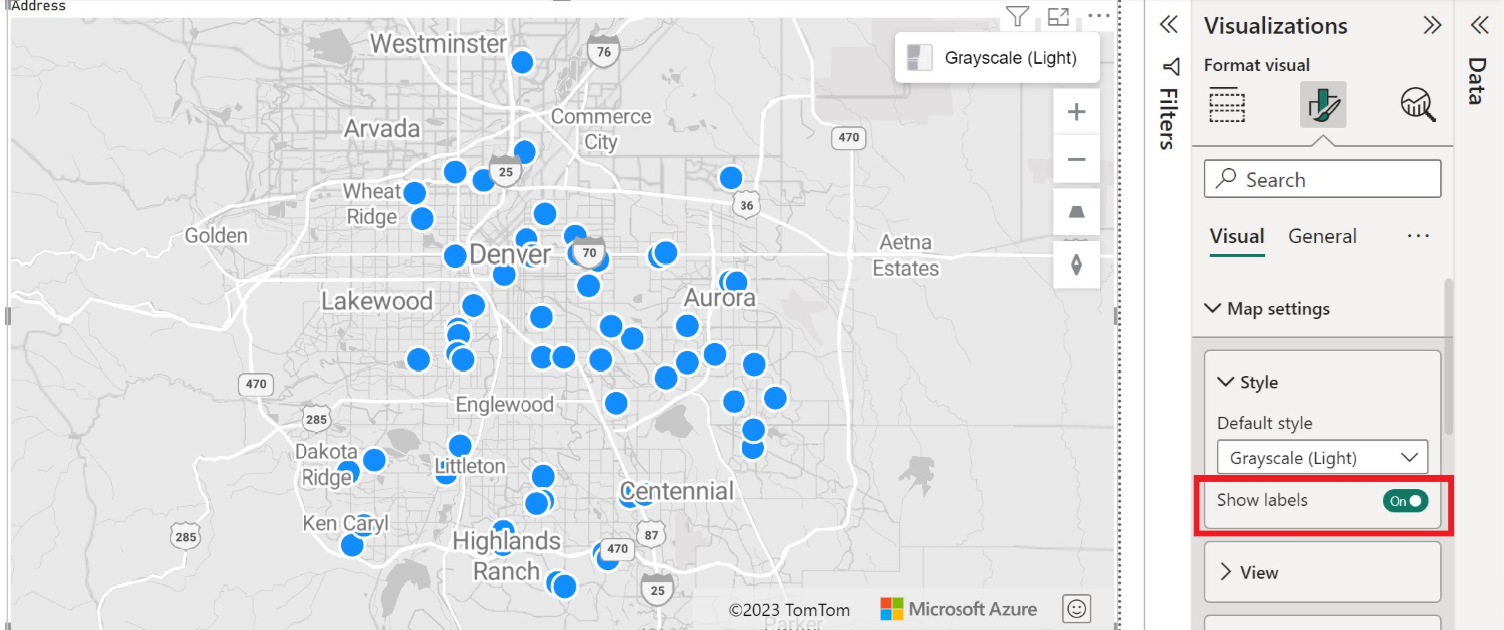 Address
Westminster
76
Grayscale (Light)
Commerce
City
Arvada
470
25
Wheat
Ridge
36
Golden
Denver
70
Aetna
Estates
Lakewood
Aurora
470
Englewood
285
Dakota
Ridge
Littleton
Centennial
Ken Caryl
285
Highlands
Ranch
87
470
25
©2023 TomTom
Microsoft Azure
Parker
Filters
Visualizations
Format visual
Search
Visual General
Map settings
Style
Default style
Grayscale (Light)
Show labels On
View
Data